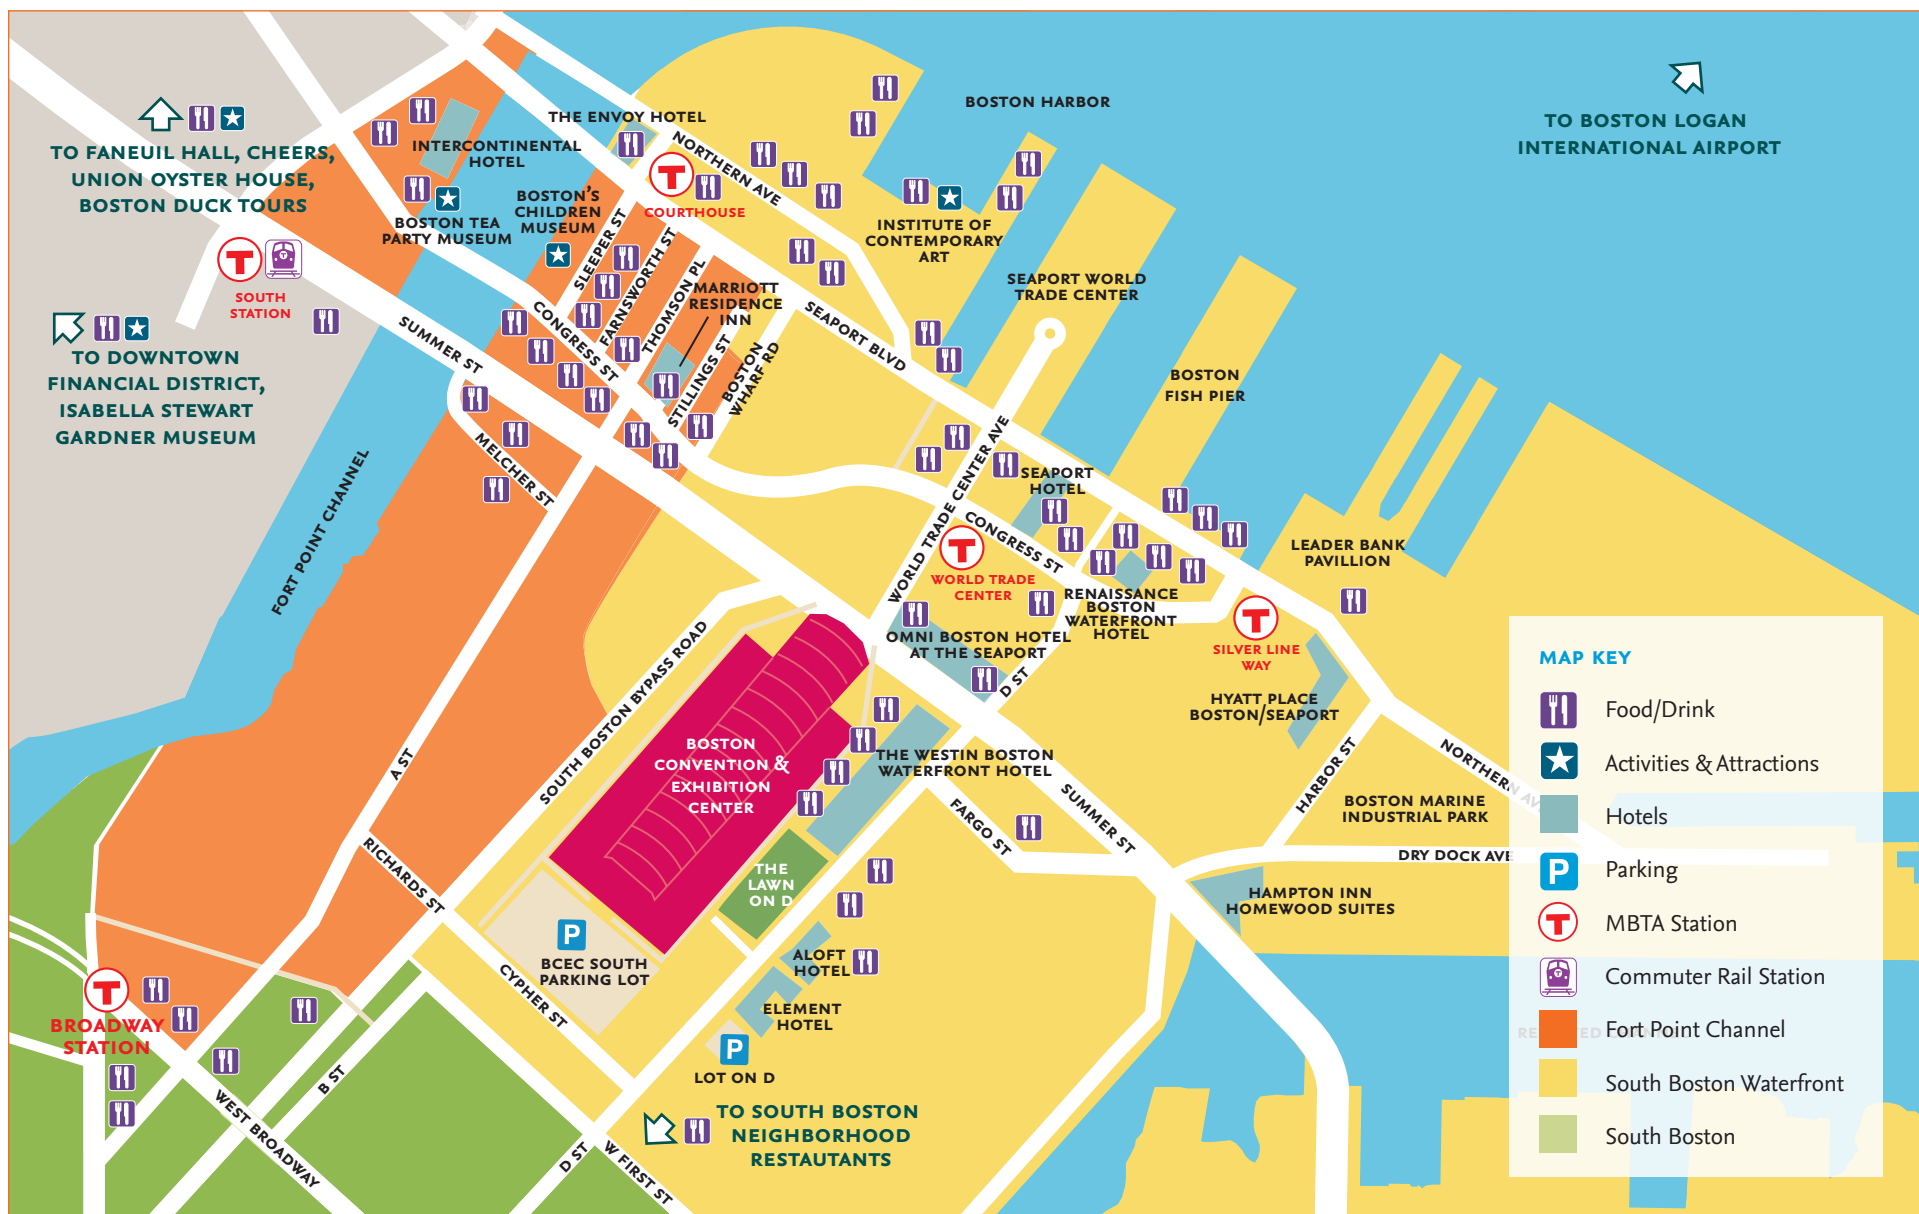 BOSTON HARBOR
TO BOSTON LOGAN
INTERNATIONAL AIRPORT
TO FANEUIL HALL, CHEERS,
UNION OYSTER HOUSE,
BOSTON DUCK TOURS
THE ENVOY HOTEL
INTERCONTINENTAL
HOTEL
NORTHERN AVE
BOSTON TEA
PARTY MUSEUM
BOSTON'S
CHILDREN
MUSEUM
COURTHOUSE
INSTITUTE OF
CONTEMPORARY
ART
SLEEPER ST
FARNSWORTH ST
THOMSON PL
MARRIOTT
RESIDENCE
INN
STILLINGS ST
BOSTON
WHARF RD
SEAPORT WORLD
TRADE CENTER
SOUTH
STATION
SUMMER ST
CONGRESS ST
SEAPORT BLVD
TO DOWNTOWN
FINANCIAL DISTRICT,
ISABELLA STEWART
GARDNER MUSEUM
BOSTON
FISH PIER
MELCHER ST
FORT POINT CHANNEL
WORLD TRADE CENTER AVE
SEAPORT
HOTEL
CONGRESS ST
WORLD TRADE
CENTER
LEADER BANK
PAVILLION
RENAISSANCE
BOSTON
WATERFRONT
HOTEL
OMNI BOSTON HOTEL
AT THE SEAPORT
D ST
SILVER LINE
WAY
HYATT PLACE
BOSTON/SEAPORT
SOUTH BOSTON BYPASS ROAD
A ST
BOSTON
CONVENTION &
EXHIBITION
CENTER
THE WESTIN BOSTON
WATERFRONT HOTEL
FARGO ST
SUMMER ST
HARBOR ST
NORTHERN AV
BOSTON MARINE
INDUSTRIAL PARK
DRY DOCK AVE
HAMPTON INN
HOMEWOOD SUITES
RICHARDS ST
THE
LAWN
ON D
P
BCEC SOUTH
PARKING LOT
CYPHER ST
ALOFT
HOTEL
ELEMENT
HOTEL
P
LOT ON D
BROADWAY
STATION
B ST
WEST BROADWAY
D ST
W FIRST ST
TO SOUTH BOSTON
NEIGHBORHOOD
RESTAUTANTS
MAP KEY
Food/Drink
Activities & Attractions
Hotels
P Parking
T MBTA Station
Commuter Rail Station
Fort Point Channel
South Boston Waterfront
South Boston